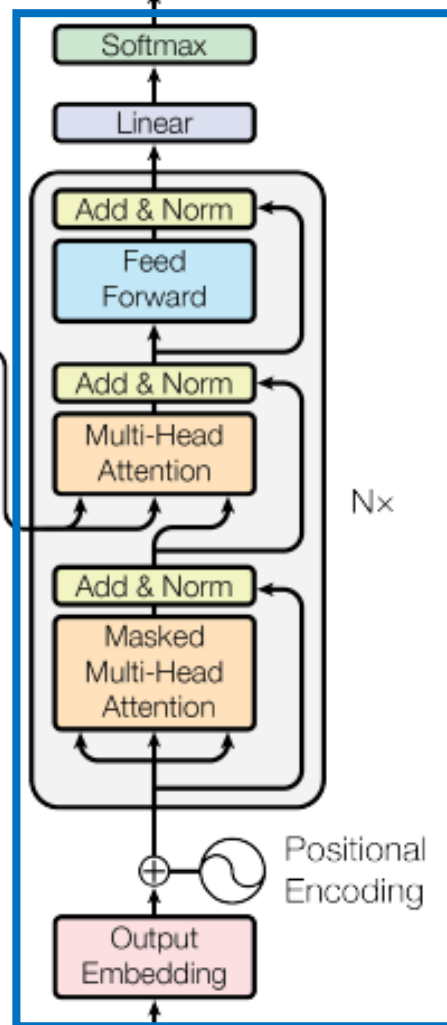 Softmax
Linear
Add & Norm
Feed
Forward
Add & Norm
Multi-Head
Attention
N×
Add & Norm
Masked
Multi-Head
Attention
Positional
Encoding
Output
Embedding